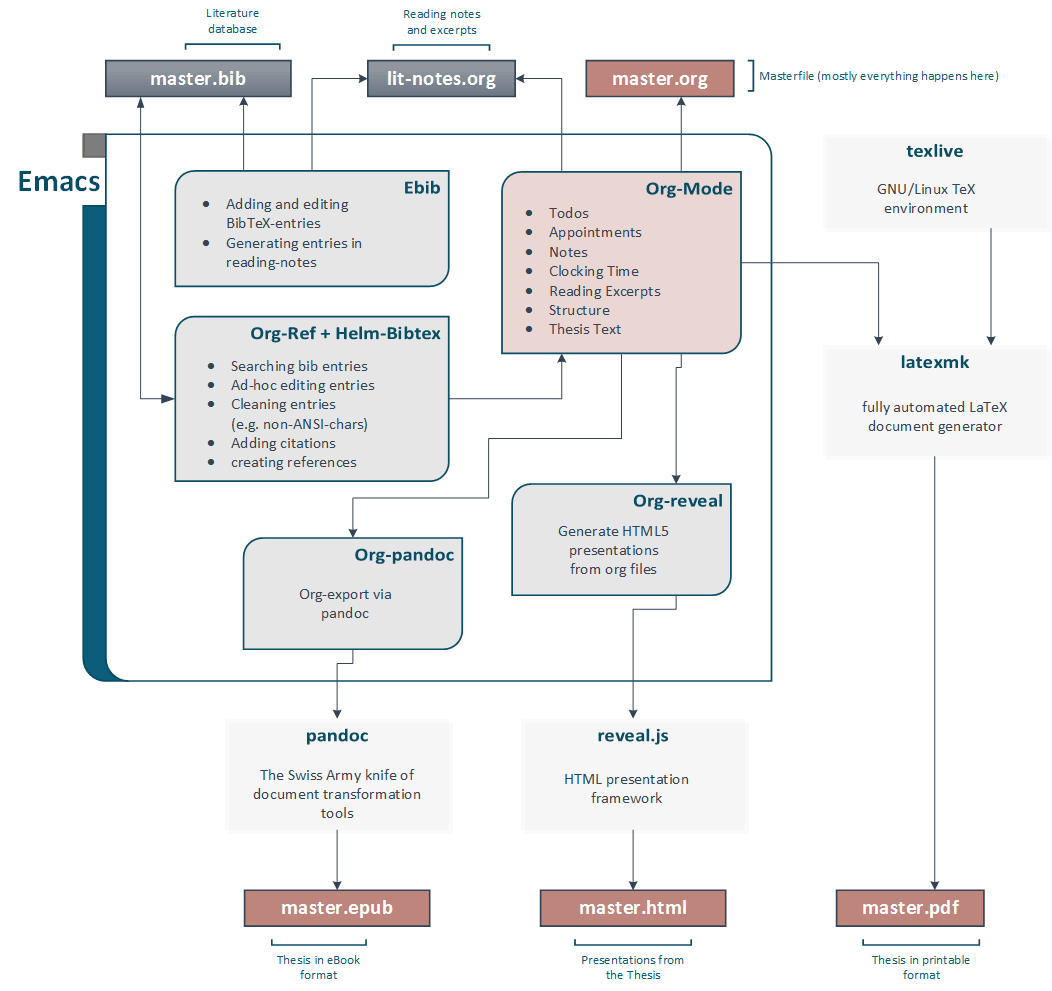 Literature
database
Reading notes
and excerpts
master.bib
lit-notes.org
master.org
Masterfile (mostly everything happens here)
Emacs
Ebib
• Adding and editing
BibTeX-entries
• Generating entries in
reading-notes
Org-Mode
• Todos
• Appointments
• Notes
• Clocking Time
• Reading Excerpts
• Structure
• Thesis Text
texlive
GNU/Linux TeX
environment
Org-Ref + Helm-Bibtex
• Searching bib entries
• Ad-hoc editing entries
• Cleaning entries
(e.g. non-ANSI-chars)
• Adding citations
• creating references
latexmk
fully automated LaTeX
document generator
Org-reveal
Generate HTML5
presentations
from org files
Org-pandoc
Org-export via
pandoc
pandoc
The Swiss Army knife of
document transformation
tools
reveal.js
HTML presentation
framework
master.epub
master.html
master.pdf
Thesis in eBook
format
Presentations from
the Thesis
Thesis in printable
format